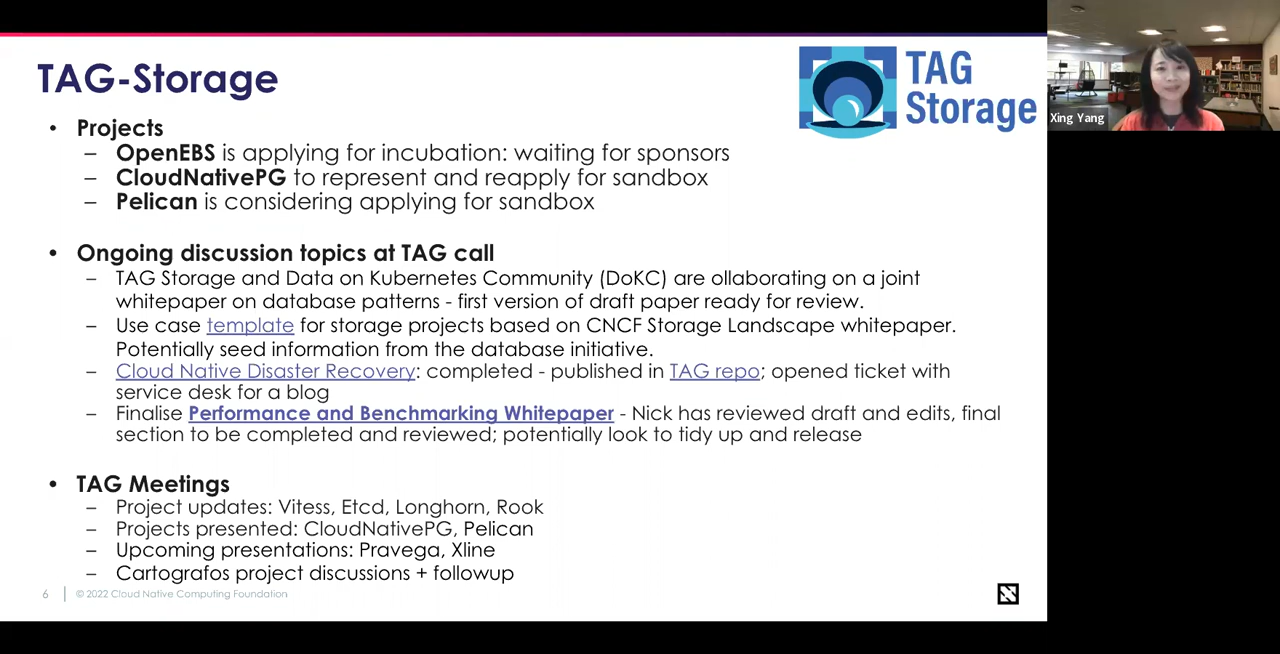 TAG-Storage
TAG
Storage
Xing Yang
• Projects
– OpenEBS is applying for incubation: waiting for sponsors
– CloudNativePG to represent and reapply for sandbox
– Pelican is considering applying for sandbox
• Ongoing discussion topics at TAG call
– TAG Storage and Data on Kubernetes Community (DoKC) are ollaborating on a joint
whitepaper on database patterns - first version of draft paper ready for review.
– Use case template for storage projects based on CNCF Storage Landscape whitepaper.
Potentially seed information from the database initiative.
– Cloud Native Disaster Recovery: completed - published in TAG repo; opened ticket with
service desk for a blog
– Finalise Performance and Benchmarking Whitepaper - Nick has reviewed draft and edits, final
section to be completed and reviewed; potentially look to tidy up and release
• TAG Meetings
– Project updates: Vitess, Etcd, Longhorn, Rook
– Projects presented: CloudNativePG, Pelican
– Upcoming presentations: Pravega, Xline
– Cartografos project discussions + followup
6 | © 2022 Cloud Native Computing Foundation